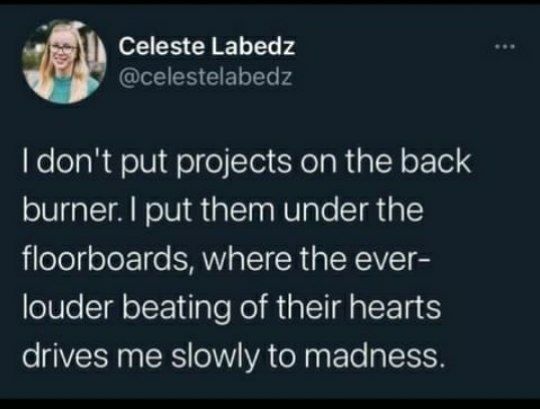 Celeste Labedz
@celestelabedz
I don't put projects on the back
burner. I put them under the
floorboards, where the ever-
louder beating of their hearts
drives me slowly to madness.